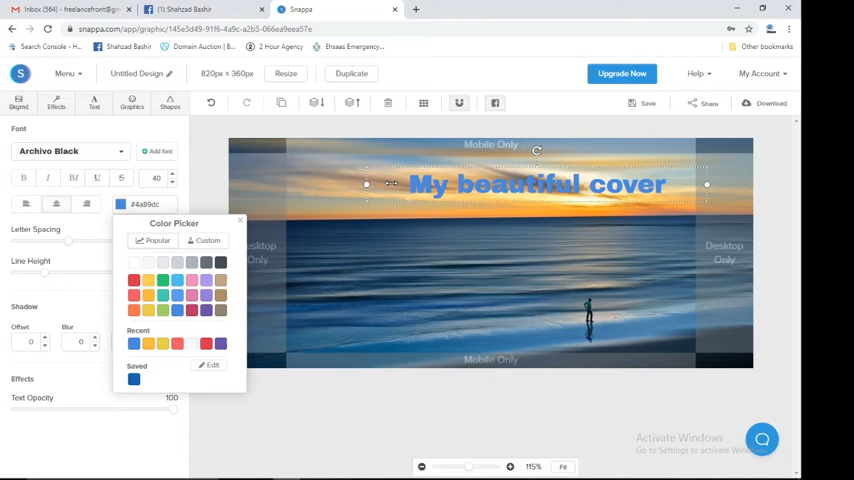 Inbox (564) - freelancefront@gm
(1) Shahzad Bashir
Snappa
snappa.com/app/graphic/145e3d49-91f6-4a9c-a2b3-066ea9eea57e
Search Console - H...
Shahzad Bashir
Domain Auction | B...
2 Hour Agency
Ehsaas Emergency...
Other bookmarks
S
Menu
Untitled Design
820px × 360px
Resize
Duplicate
Upgrade Now
Help
My Account
Bkgrnd
Effects
Text
Graphics
Shapes
Save
Share
Download
Font
Archivo Black
Add font
B
I
BI
U
S
40
#4a89dc
Letter Spacing
Line Height
Shadow
Offset
Blur
0
0
Effects
Text Opacity
100
Color Picker
Popular
Custom
Recent
Saved
Edit
Mobile Only
My beautiful cover
Desktop
Only
Desktop
Only
Mobile Only
Activate Windows
Go to Settings to activate Windows
115%
Fit